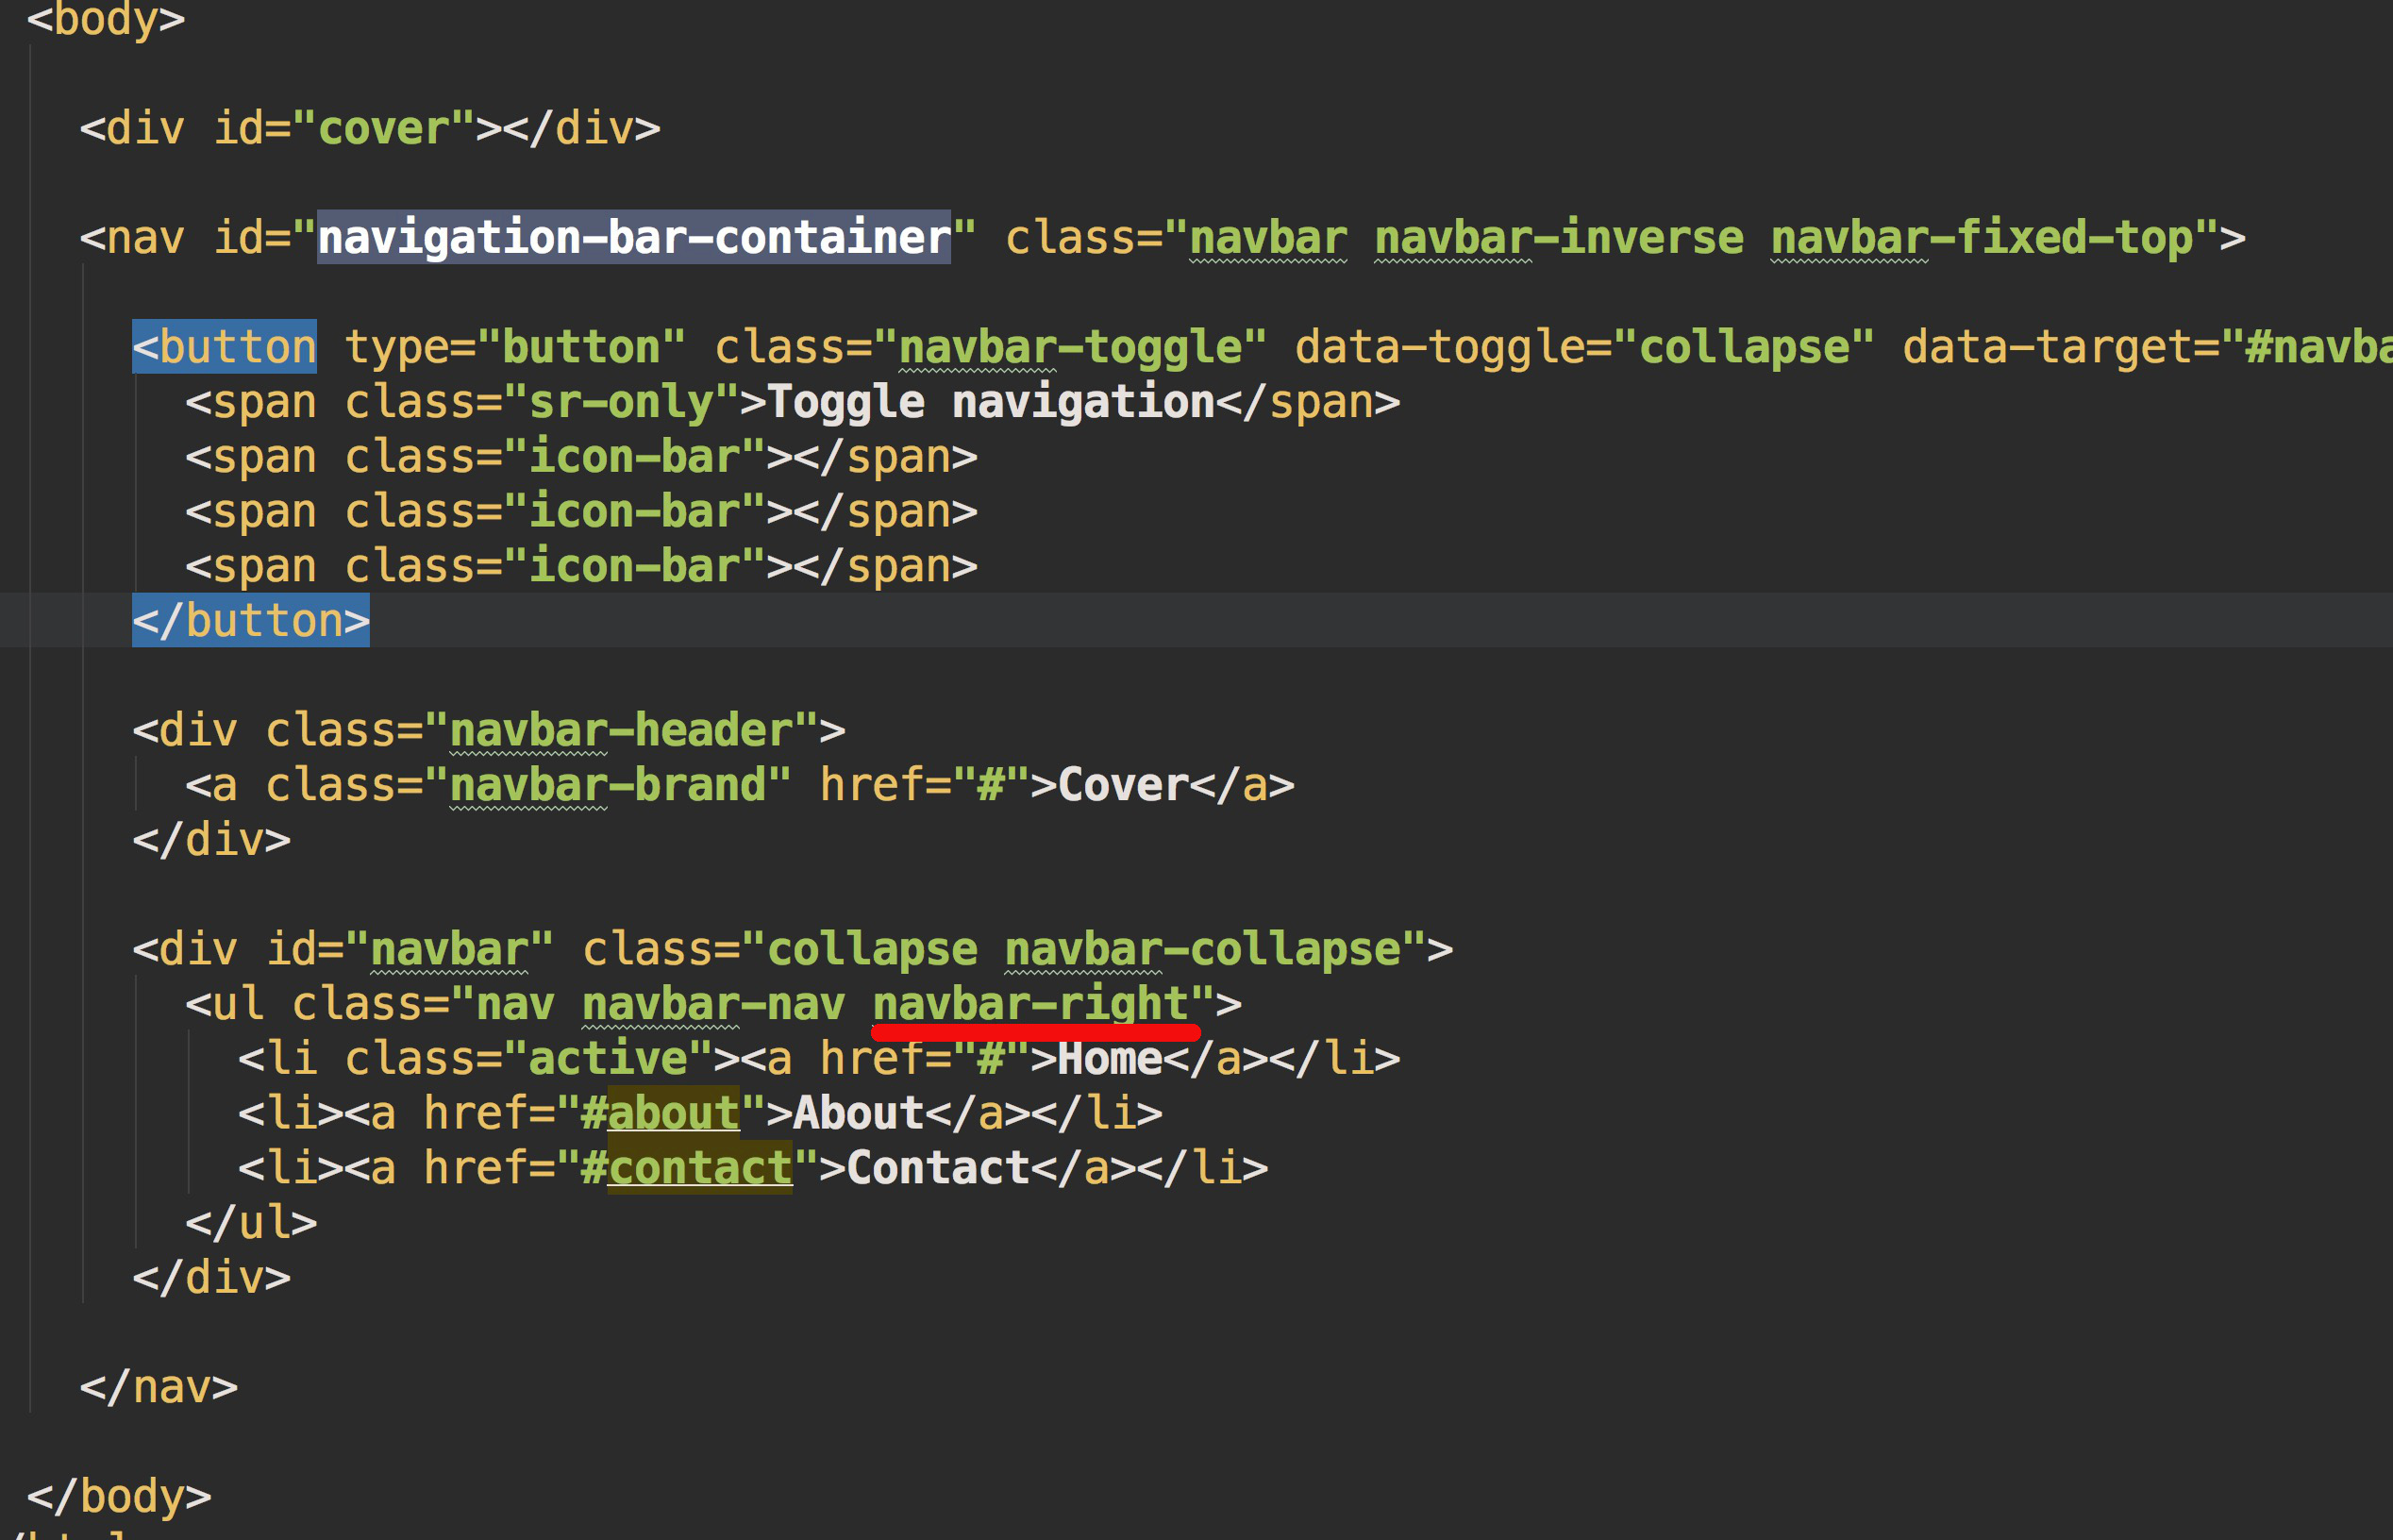 <body>
<div id="cover"></div>
<nav id="navigation-bar-container" class="navbar navbar-inverse navbar-fixed-top">
<button type="button" class="navbar-toggle" data-toggle="collapse" data-target="#navba
<span class="sr-only">Toggle navigation</span>
<span class="icon-bar"></span>
<span class="icon-bar"></span>
<span class="icon-bar"></span>
</button>
<div class="navbar-header">
<a class="navbar-brand" href="#">Cover</a>
</div>
<div id="navbar" class="collapse navbar-collapse">
<ul class="nav navbar-nav navbar-right">
<li class="active"><a href="#">Home</a></li>
<li><a href="#about">About</a></li>
<li><a href="#contact">Contact</a></li>
</ul>
</div>
</nav>
</body>